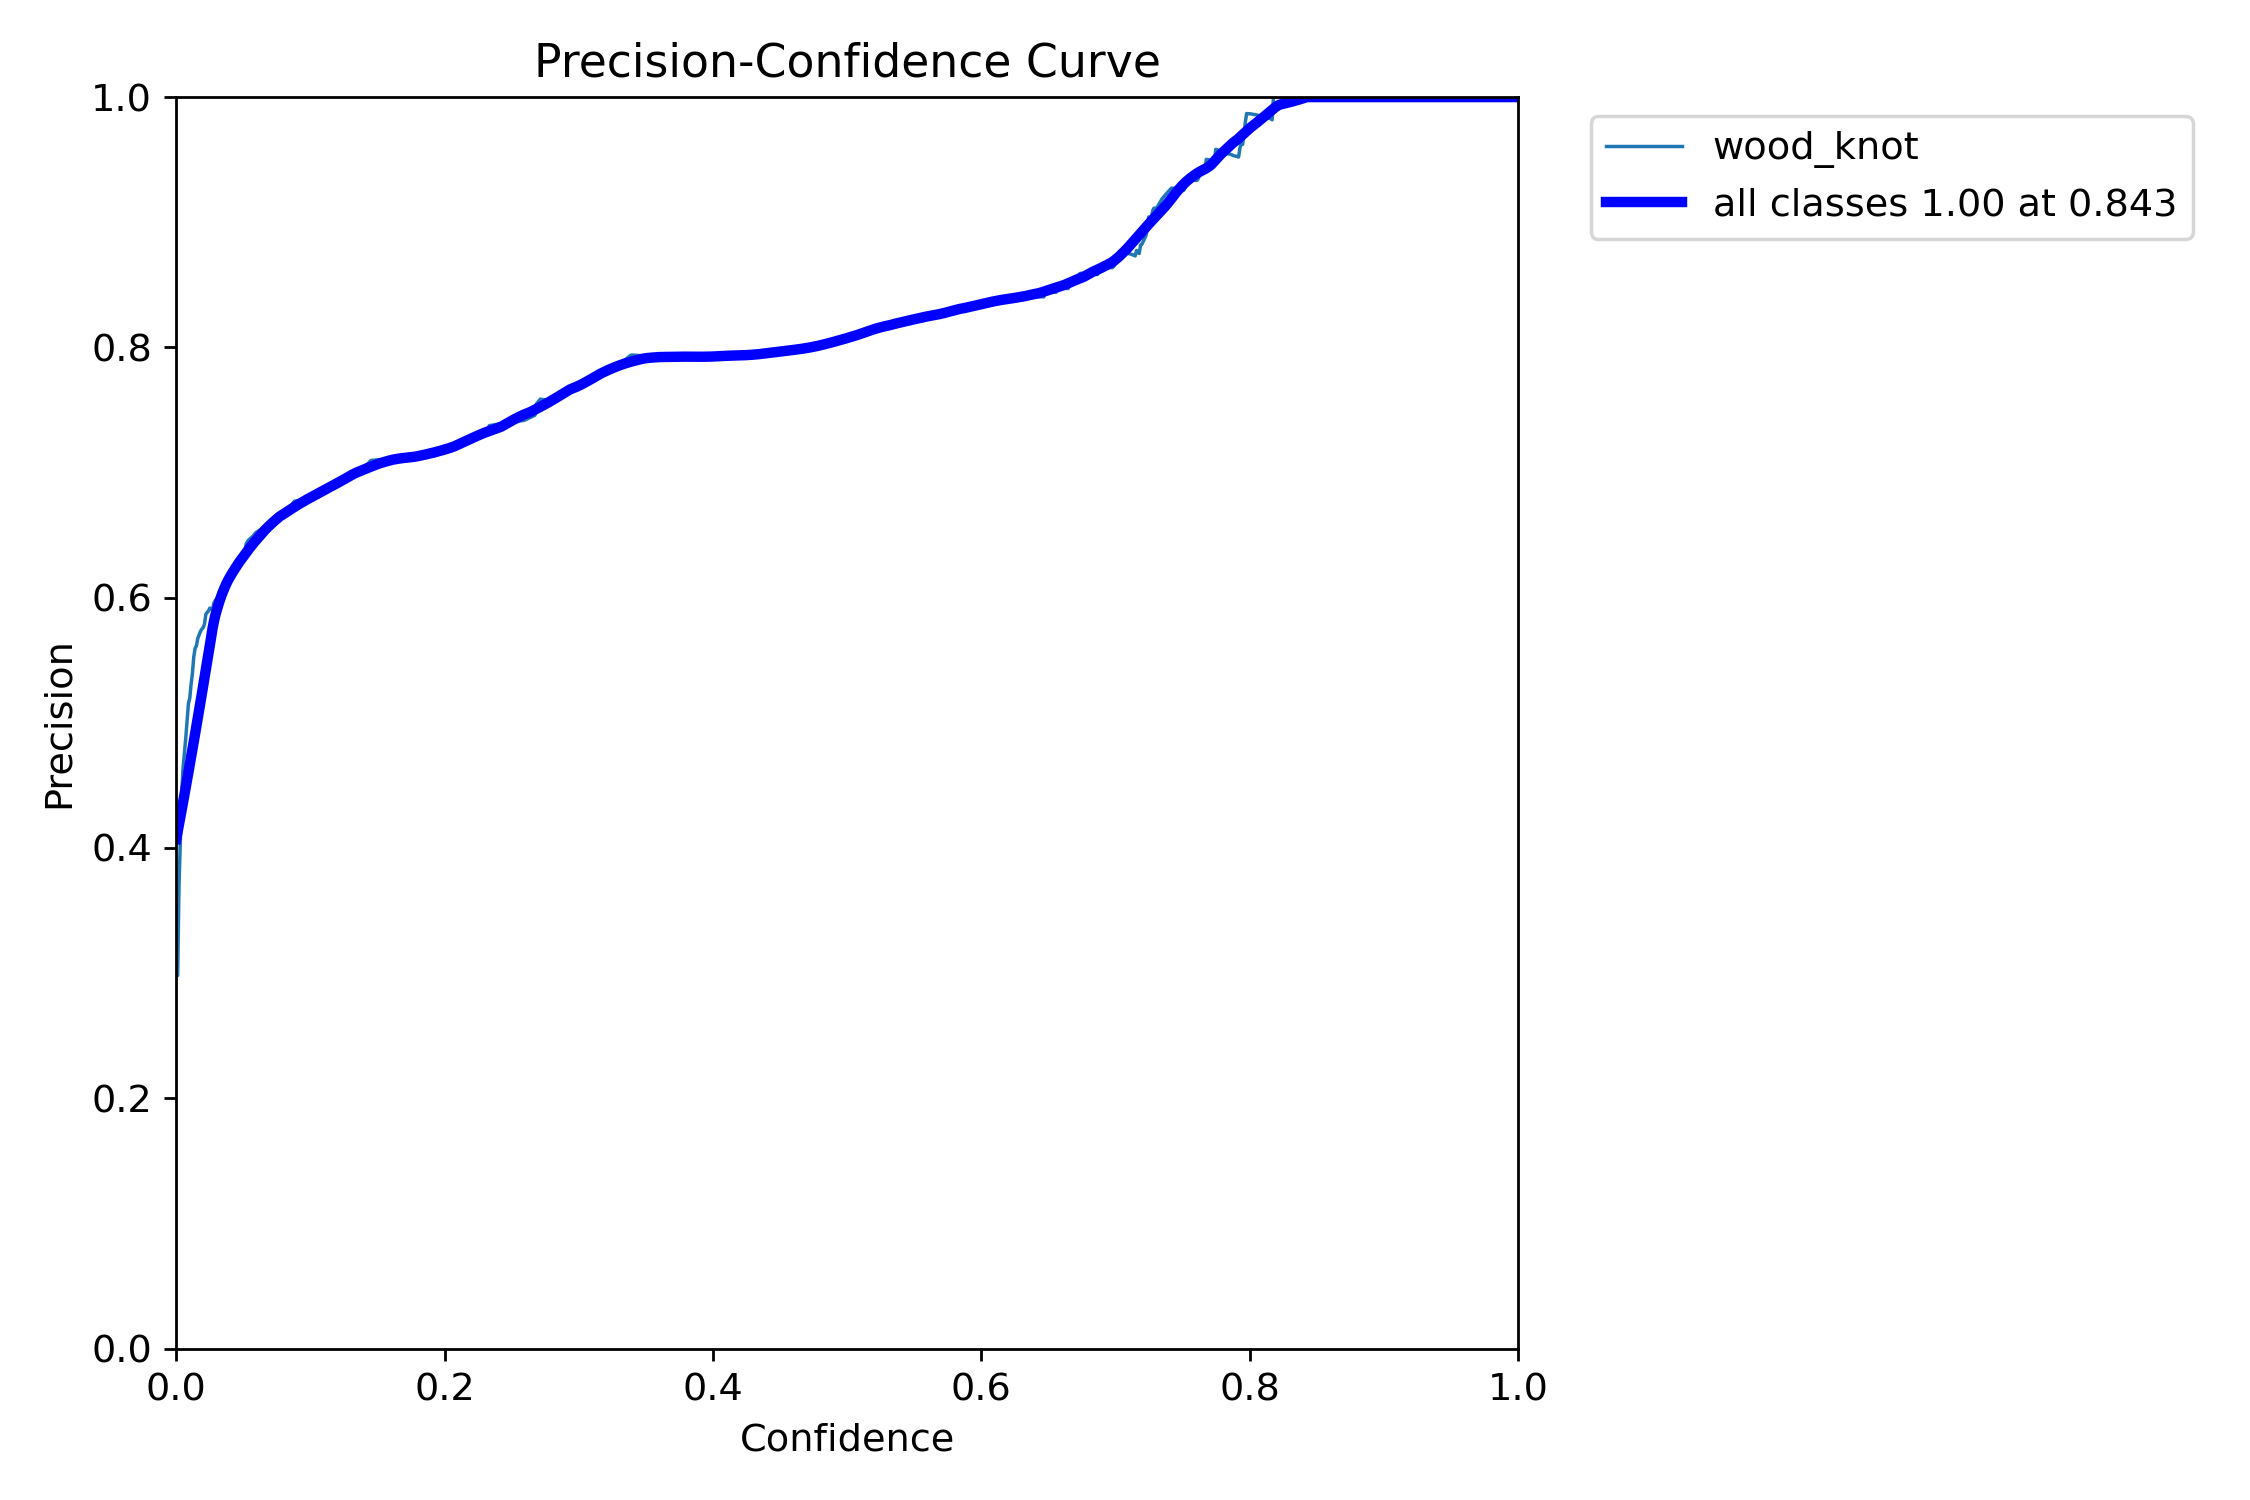 Precision-Confidence Curve
1.0
0.8
0.6
0.4
0.2
0.0
Precision
0.0 0.2 0.4 0.6 0.8 1.0
Confidence
wood_knot
all classes 1.00 at 0.843